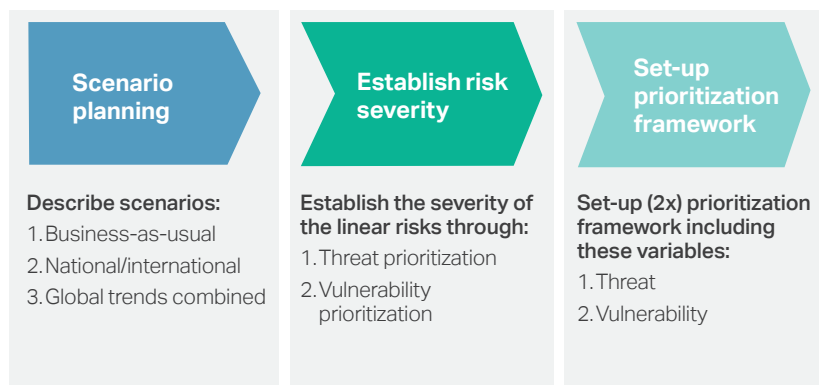 Scenario
planning
Describe scenarios:
1. Business-as-usual
2. National/international
3. Global trends combined
Establish risk
severity
Establish the severity of
the linear risks through:
1. Threat prioritization
2. Vulnerability
prioritization
Set-up
prioritization
framework
Set-up (2x) prioritization
framework including
these variables:
1. Threat
2. Vulnerability